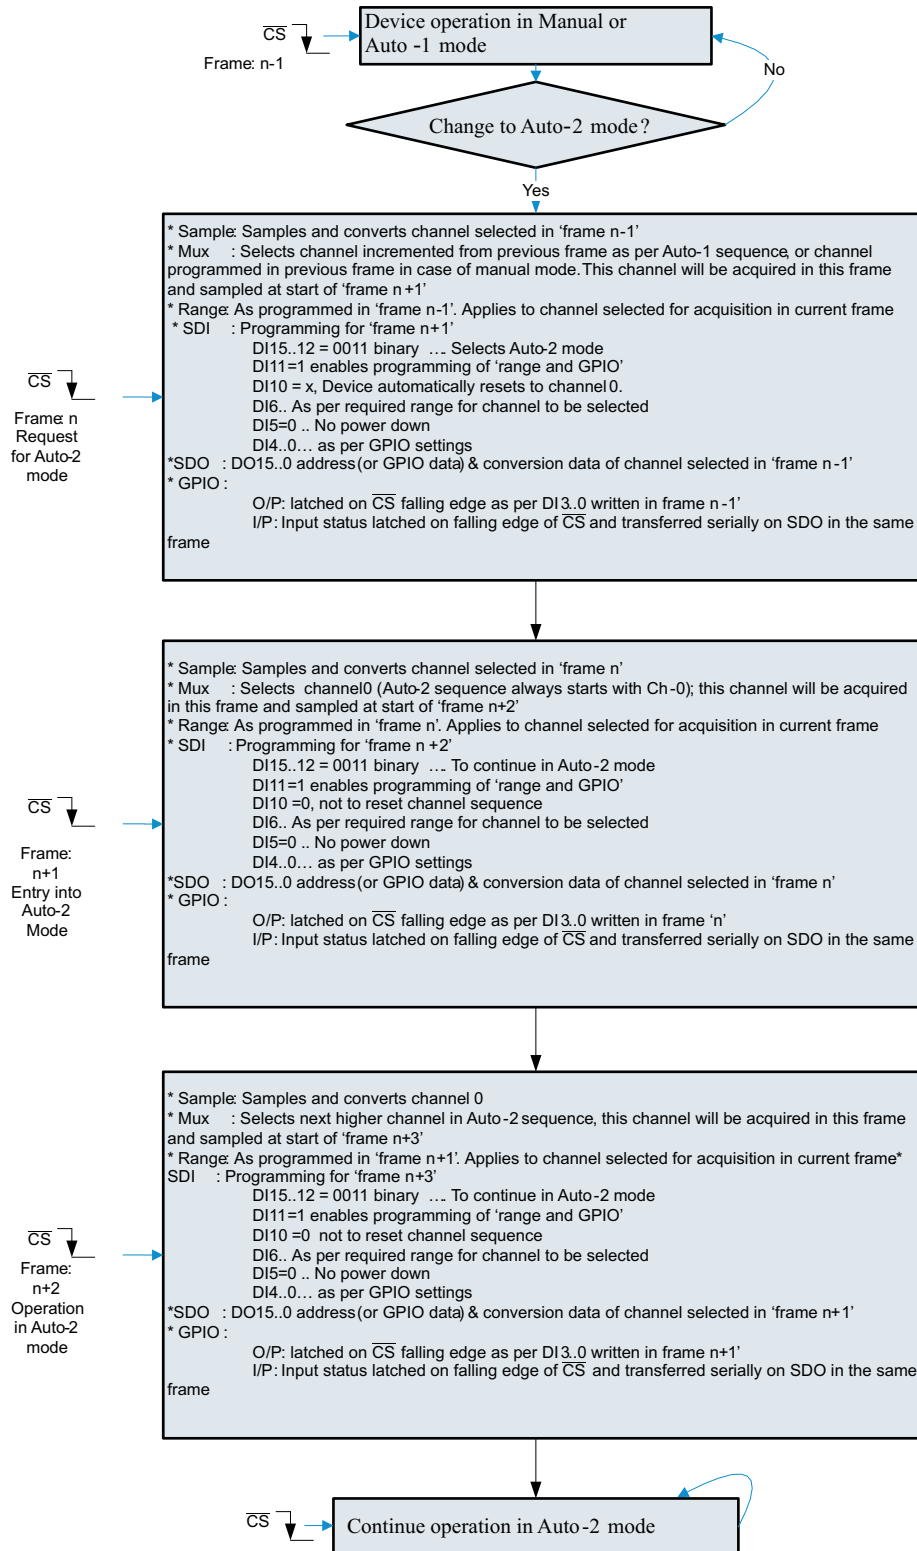 Device operation in Manual or
Auto -1 mode
CS
Frame: n-1
No
Change to Auto-2 mode?
Yes
* Sample: Samples and converts channel selected in ‘frame n-1’
* Mux : Selects channel incremented from previous frame as per Auto-1 sequence, or channel
programmed in previous frame in case of manual mode. This channel will be acquired in this frame
and sampled at start of ‘frame n+1’
* Range: As programmed in ‘frame n-1’. Applies to channel selected for acquisition in current frame
* SDI : Programming for ‘frame n+1’
DI15..12 = 0011 binary …. Selects Auto-2 mode
DI11=1 enables programming of ‘range and GPIO’
DI10 = x, Device automatically resets to channel 0.
DI6.. As per required range for channel to be selected
DI5=0 .. No power down
DI4..0… as per GPIO settings
*SDO : DO15..0 address (or GPIO data) & conversion data of channel selected in ‘frame n-1’
* GPIO :
O/P: latched on CS falling edge as per DI3..0 written in frame n-1’
I/P: Input status latched on falling edge of CS and transferred serially on SDO in the same
frame
CS
Frame: n
Request
for Auto-2
mode
* Sample: Samples and converts channel selected in ‘frame n’
* Mux : Selects channel0 (Auto-2 sequence always starts with Ch-0); this channel will be acquired
in this frame and sampled at start of ‘frame n+2’
* Range: As programmed in ‘frame n’. Applies to channel selected for acquisition in current frame
* SDI : Programming for ‘frame n+2’
DI15..12 = 0011 binary …. To continue in Auto-2 mode
DI11=1 enables programming of ‘range and GPIO’
DI10 =0, not to reset channel sequence
DI6.. As per required range for channel to be selected
DI5=0 .. No power down
DI4..0… as per GPIO settings
*SDO : DO15..0 address (or GPIO data) & conversion data of channel selected in ‘frame n’
* GPIO :
O/P: latched on CS falling edge as per DI3..0 written in frame ‘n’
I/P: Input status latched on falling edge of CS and transferred serially on SDO in the same
frame
CS
Frame:
n+1
Entry into
Auto-2
Mode
* Sample: Samples and converts channel 0
* Mux : Selects next higher channel in Auto-2 sequence, this channel will be acquired in this frame
and sampled at start of ‘frame n+3’
* Range: As programmed in ‘frame n+1’. Applies to channel selected for acquisition in current frame*
SDI : Programming for ‘frame n+3’
DI15..12 = 0011 binary …. To continue in Auto-2 mode
DI11=1 enables programming of ‘range and GPIO’
DI10 =0 not to reset channel sequence
DI6.. As per required range for channel to be selected
DI5=0 .. No power down
DI4..0… as per GPIO settings
*SDO : DO15..0 address (or GPIO data) & conversion data of channel selected in ‘frame n+1’
* GPIO :
O/P: latched on CS falling edge as per DI3..0 written in frame n+1’
I/P: Input status latched on falling edge of CS and transferred serially on SDO in the same
frame
CS
Frame:
n+2
Operation
in Auto-2
mode
CS
Continue operation in Auto-2 mode